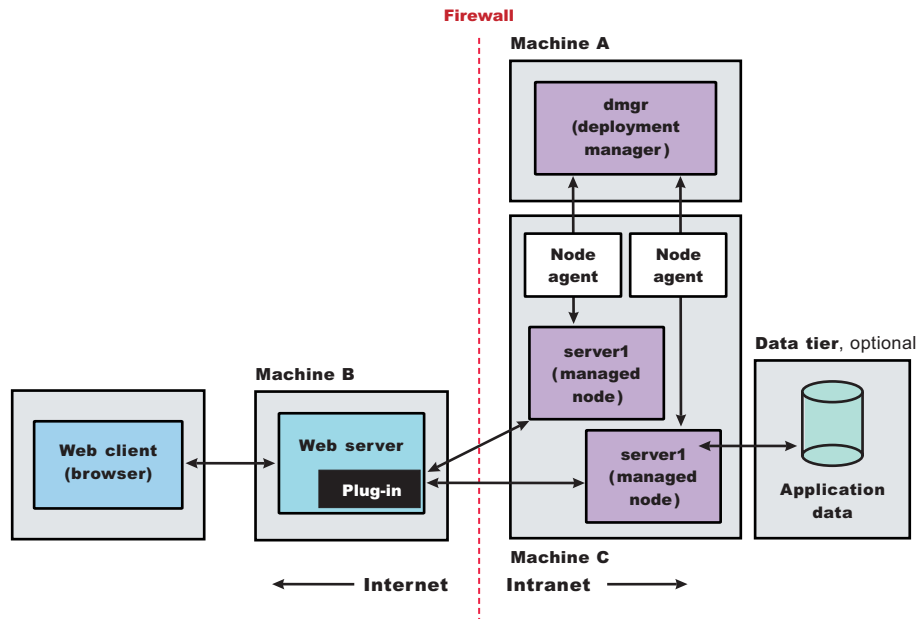 Firewall
Machine A
dmgr
(deployment
manager)
Node
agent
Node
agent
server1
(managed
node)
Data tier, optional
Machine B
Web client
(browser)
Web server
Plug-in
server1
(managed
node)
Application
data
Machine C
Internet
Intranet